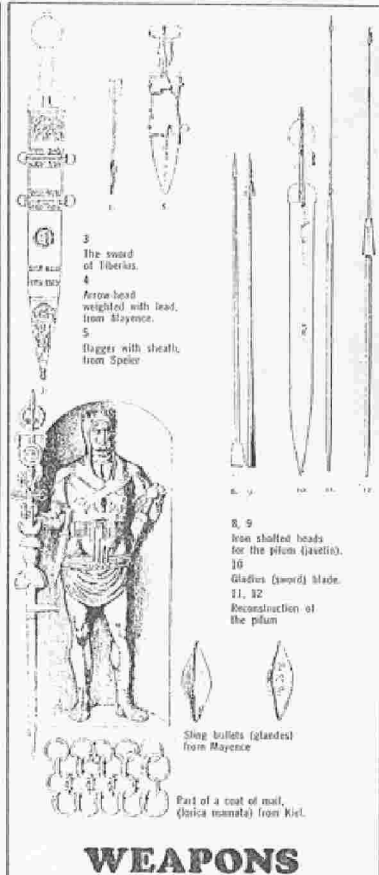 3
The sword
of Tiberius.
4
Arrow-head
weighted with lead,
from Mayence.
5
Dagger with sheath,
from Speier
8, 9
Iron shafted heads
for the pilum (javelin).
10
Gladius (sword) blade.
11, 12
Reconstruction of
the pilum
Sling bullets (glandes)
from Mayence
Part of a coat of mail,
(lorica mamata) from Kiel.
WEAPONS